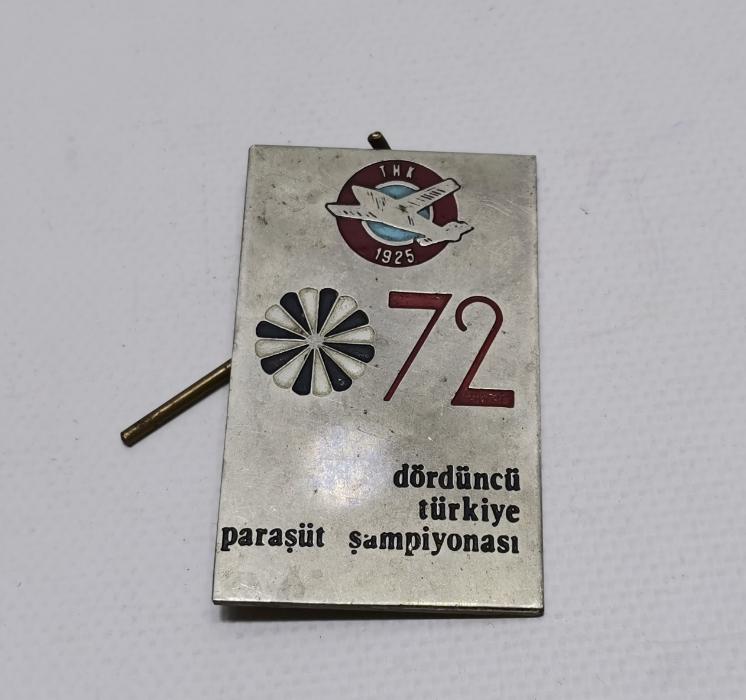 THK
1925
72
dördüncü
türkiye
paraşüt şampiyonası